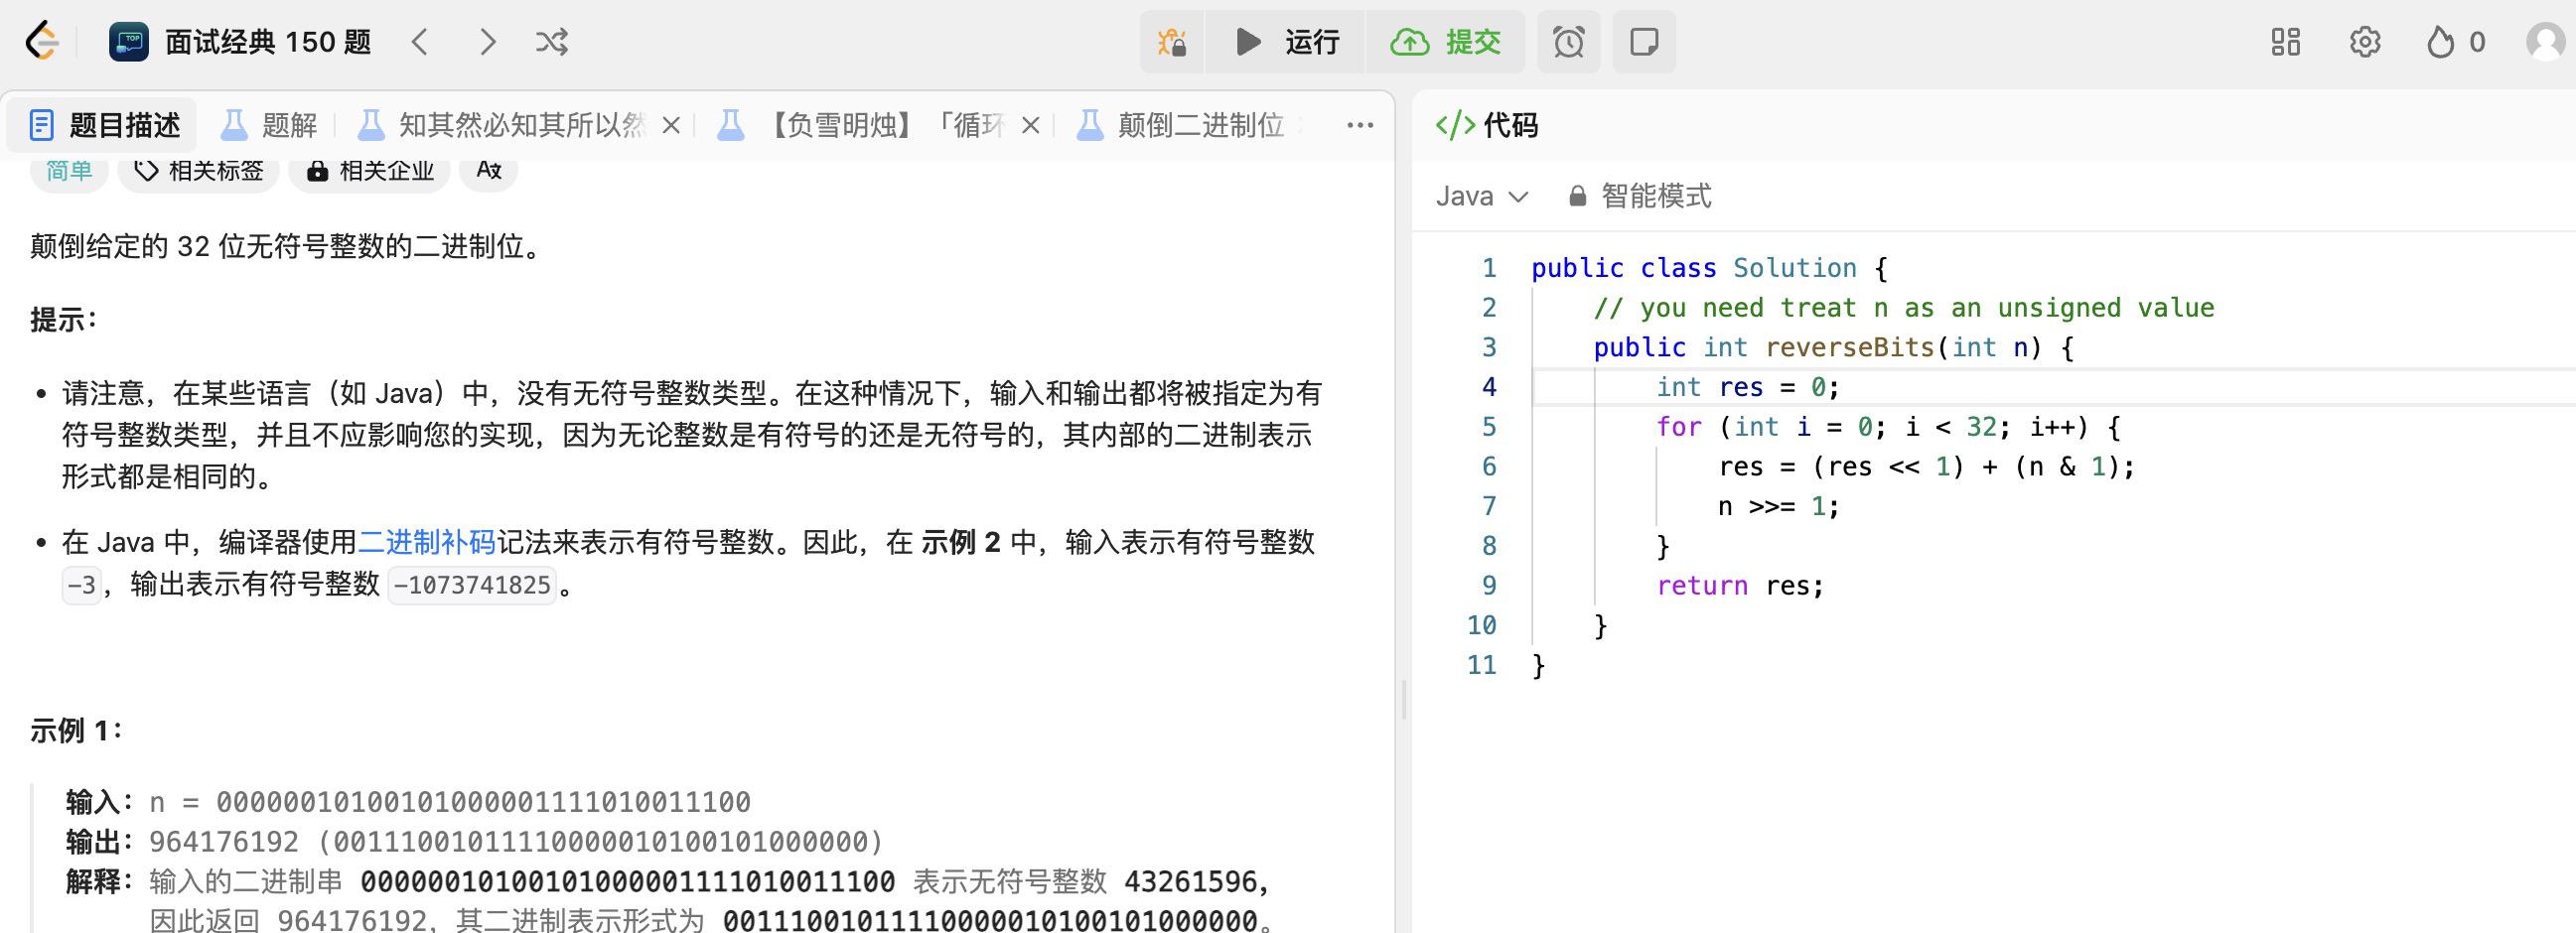 面试经典 150 题
运行
提交
0
题目描述
题解
知其然必知其所以然
【负雪明烛】「循环
颠倒二进制位
代码
简单
相关标签
相关企业
Java
智能模式
颠倒给定的 32 位无符号整数的二进制位。
提示：
• 请注意，在某些语言（如 Java）中，没有无符号整数类型。在这种情况下，输入和输出都将被指定为有
符号整数类型，并且不应影响您的实现，因为无论整数是有符号的还是无符号的，其内部的二进制表示
形式都是相同的。
• 在 Java 中，编译器使用二进制补码记法来表示有符号整数。因此，在 示例 2 中，输入表示有符号整数
-3，输出表示有符号整数 -1073741825。
示例 1：
输入：n = 00000010100101000001111010011100
输出：964176192 (00111001011110000010100101000000)
解释：输入的二进制串 00000010100101000001111010011100 表示无符号整数 43261596，
因此返回 964176192，其二进制表示形式为 00111001011110000010100101000000。
1 public class Solution {
2 // you need treat n as an unsigned value
3 public int reverseBits(int n) {
4 int res = 0;
5 for (int i = 0; i < 32; i++) {
6 res = (res << 1) + (n & 1);
7 n >>= 1;
8 }
9 return res;
10 }
11 }